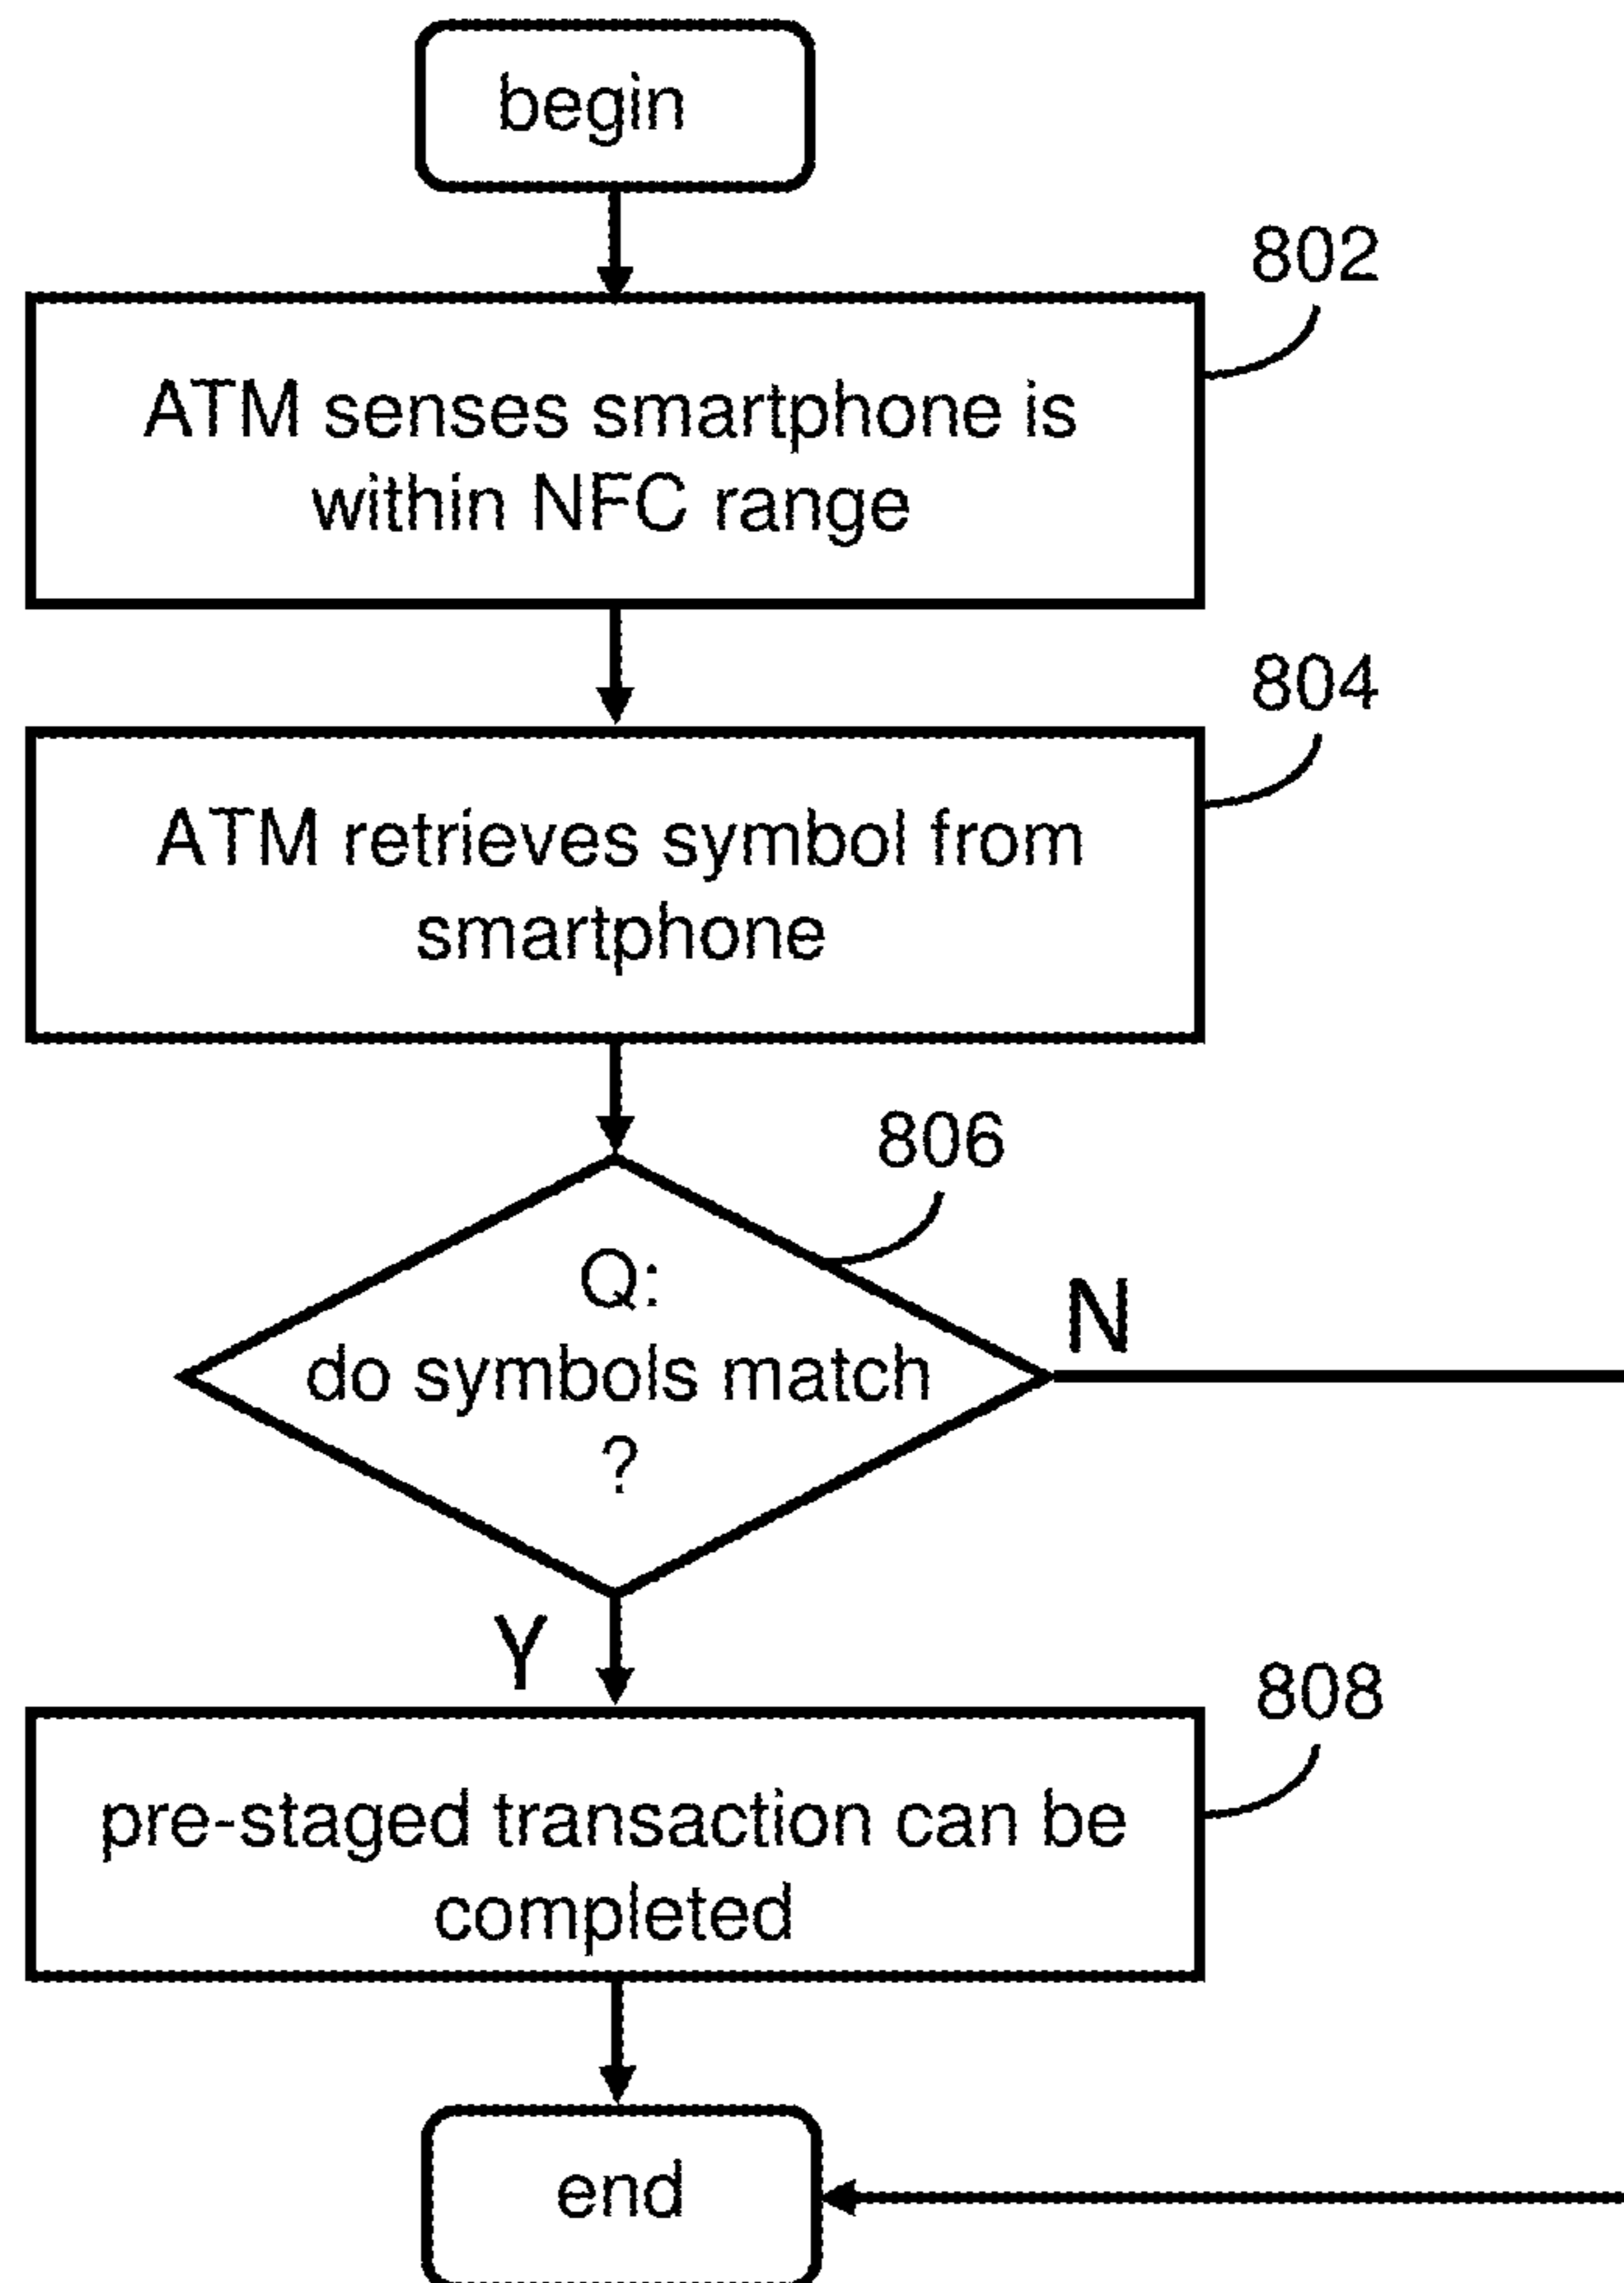 begin
802
ATM senses smartphone is
within NFC range
804
ATM retrieves symbol from
smartphone
806
Q:
do symbols match
?
N
Y
808
pre-staged transaction can be
completed
end